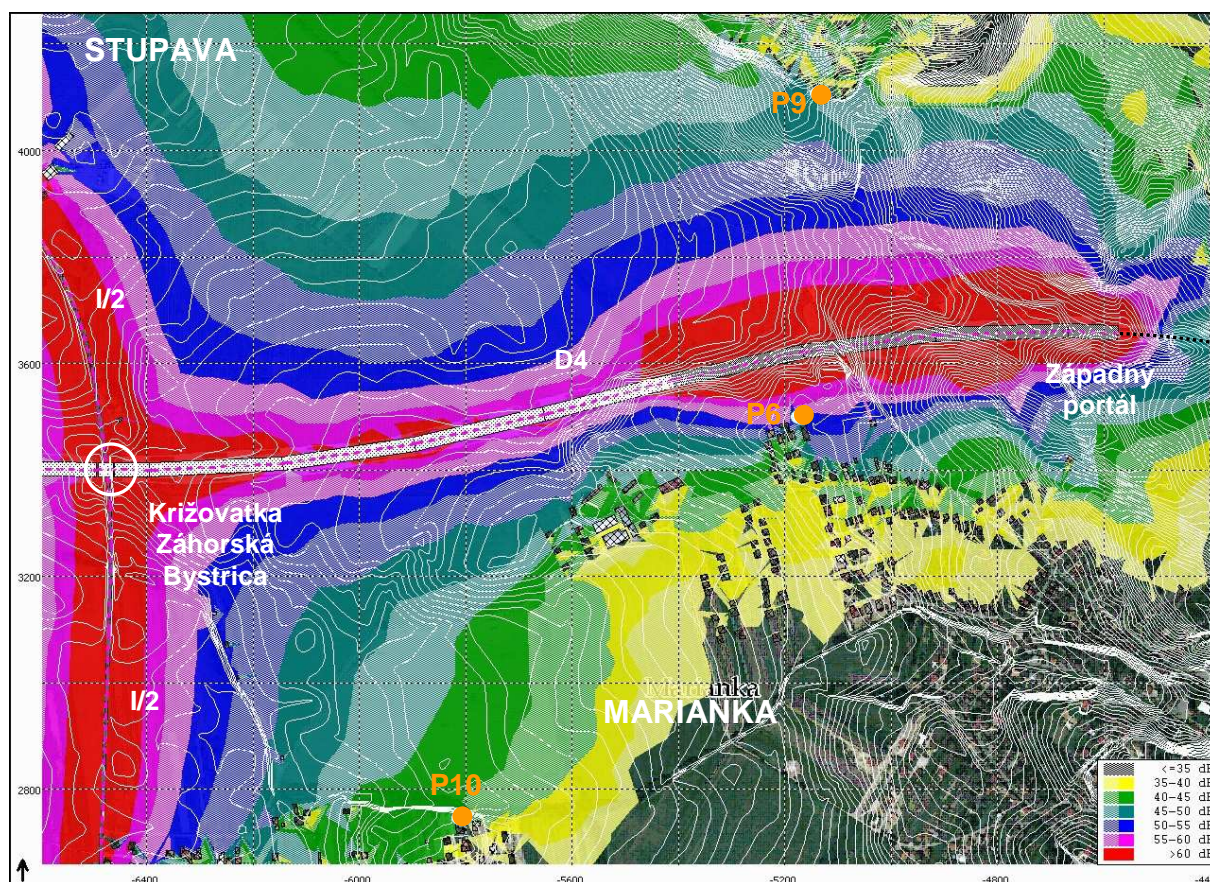 STUPAVA
P9
4000
I/2
D4
3600
Západný
portál
P6
Križovatka
Záhorská
Bystrica
3200
I/2
Marianka
MARIANKA
P10
2800
<=35 dB
35-40 dB
40-45 dB
45-50 dB
50-55 dB
55-60 dB
>60 dB
-6400
-6000
-5600
-5200
-4800
-44